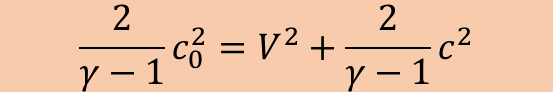 2/(γ − 1) c₀² = V² + 2/(γ − 1) c²